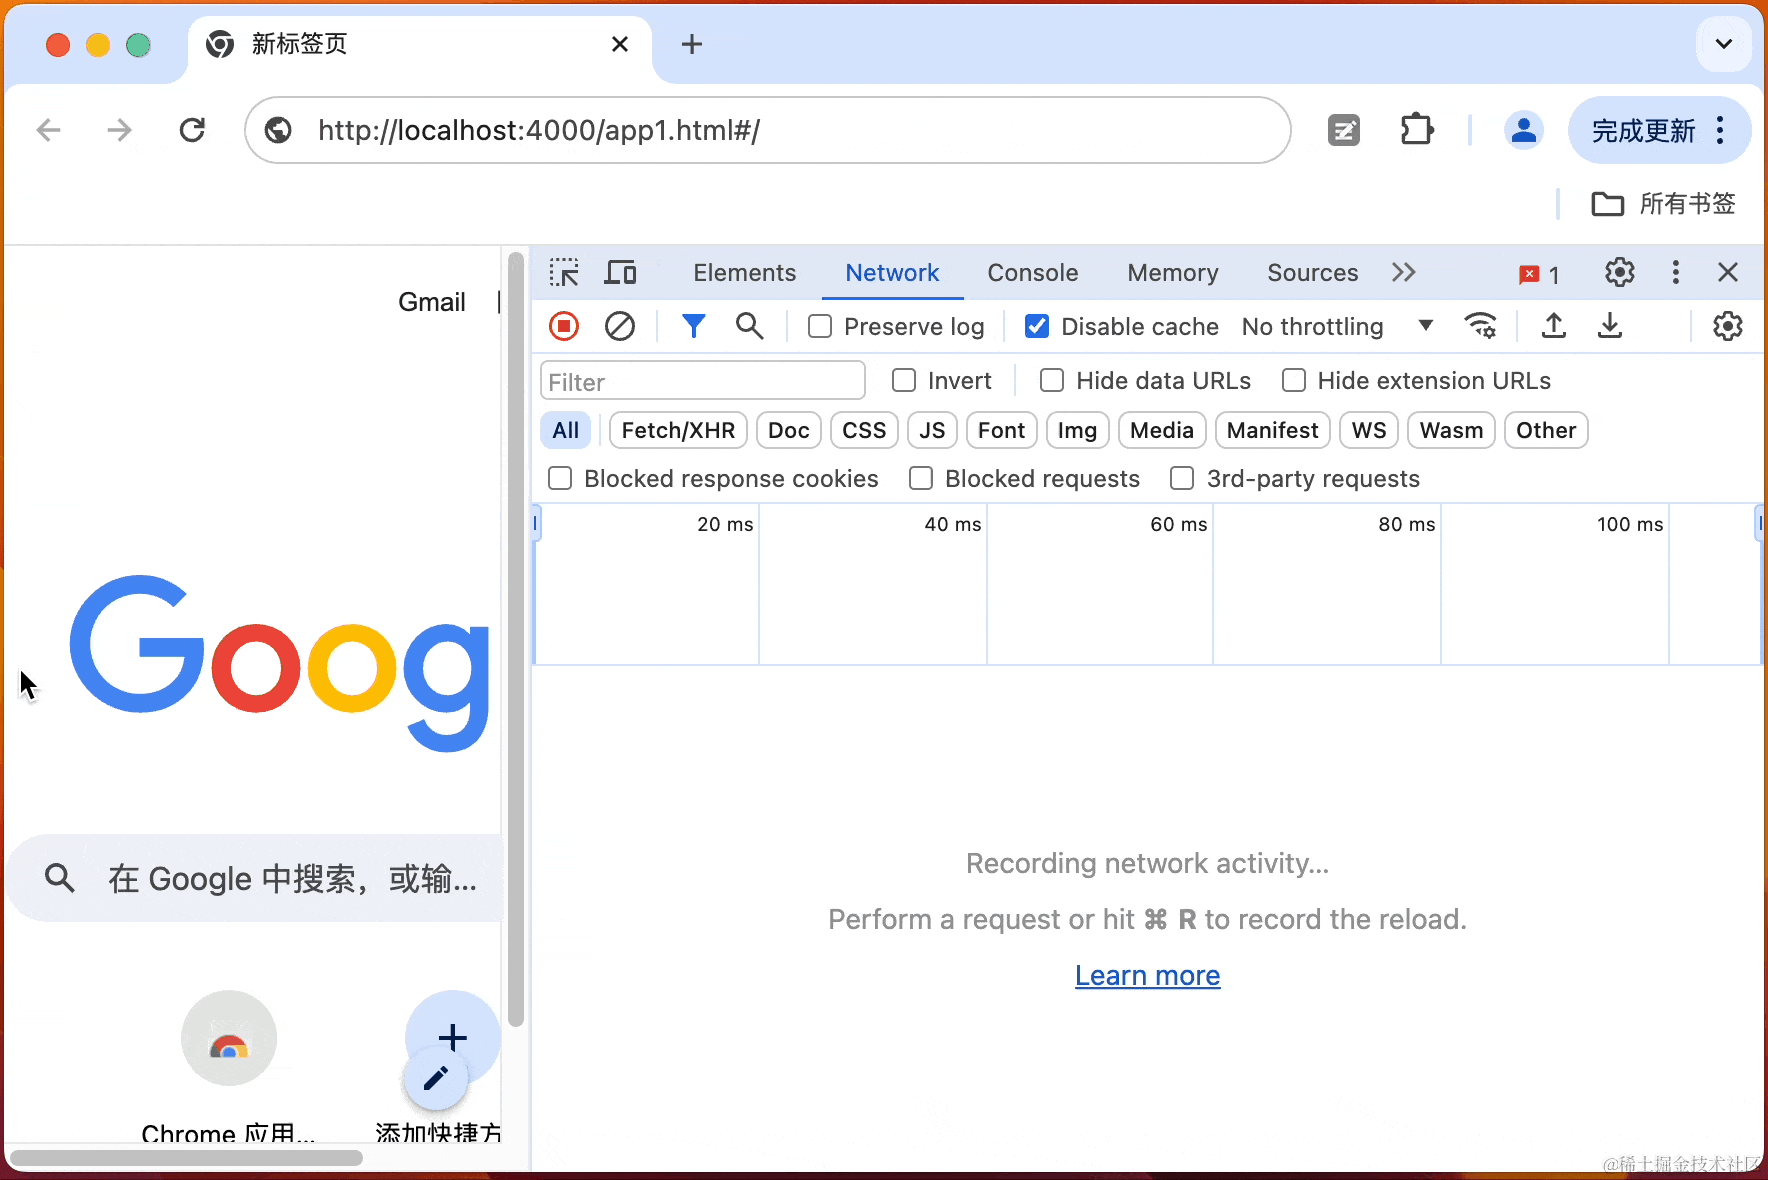 新标签页
http://localhost:4000/app1.html#/
完成更新
所有书签
Gmail
Goog
在 Google 中搜索，或输...
Chrome 应用...
添加快捷方
Elements Network Console Memory Sources 1
Preserve log Disable cache No throttling
Filter Invert Hide data URLs Hide extension URLs
All Fetch/XHR Doc CSS JS Font Img Media Manifest WS Wasm Other
Blocked response cookies Blocked requests 3rd-party requests
20 ms 40 ms 60 ms 80 ms 100 ms
Recording network activity...
Perform a request or hit ⌘ R to record the reload.
Learn more
@稀土掘金技术社区